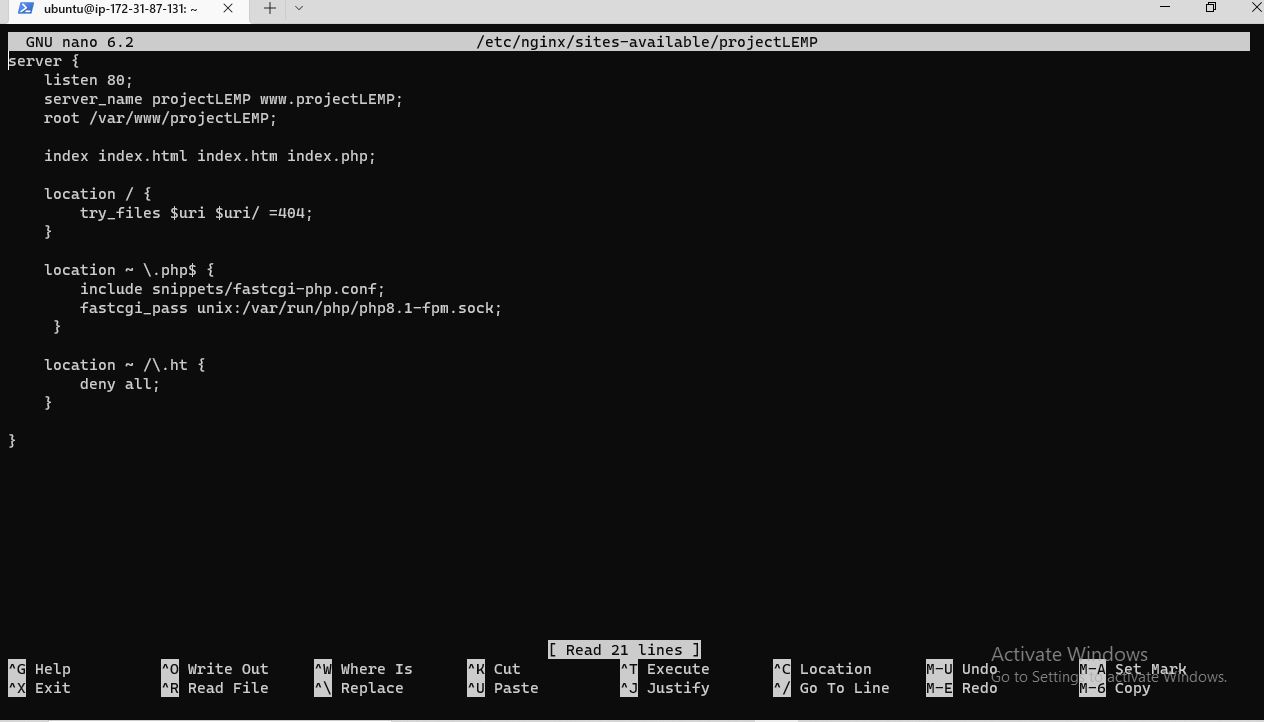 ubuntu@ip-172-31-87-131: ~
GNU nano 6.2 /etc/nginx/sites-available/projectLEMP
server {
    listen 80;
    server_name projectLEMP www.projectLEMP;
    root /var/www/projectLEMP;

    index index.html index.htm index.php;

    location / {
        try_files $uri $uri/ =404;
    }

    location ~ \.php$ {
        include snippets/fastcgi-php.conf;
        fastcgi_pass unix:/var/run/php/php8.1-fpm.sock;
     }

    location ~ /\.ht {
        deny all;
    }

}
[ Read 21 lines ]
Activate Windows
Go to Settings to activate Windows.
^G Help ^O Write Out ^W Where Is ^K Cut ^T Execute ^C Location M-U Undo M-A Set Mark
^X Exit ^R Read File ^\ Replace ^U Paste ^J Justify ^/ Go To Line M-E Redo M-6 Copy